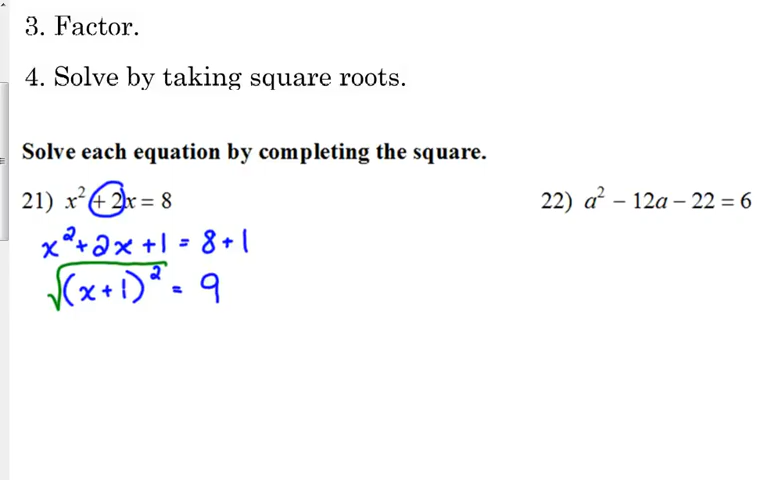 3. Factor.
4. Solve by taking square roots.
Solve each equation by completing the square.
21) x² + 2x = 8
22) a² − 12a − 22 = 6
x² + 2x + 1 = 8 + 1
√(x + 1)² = 9